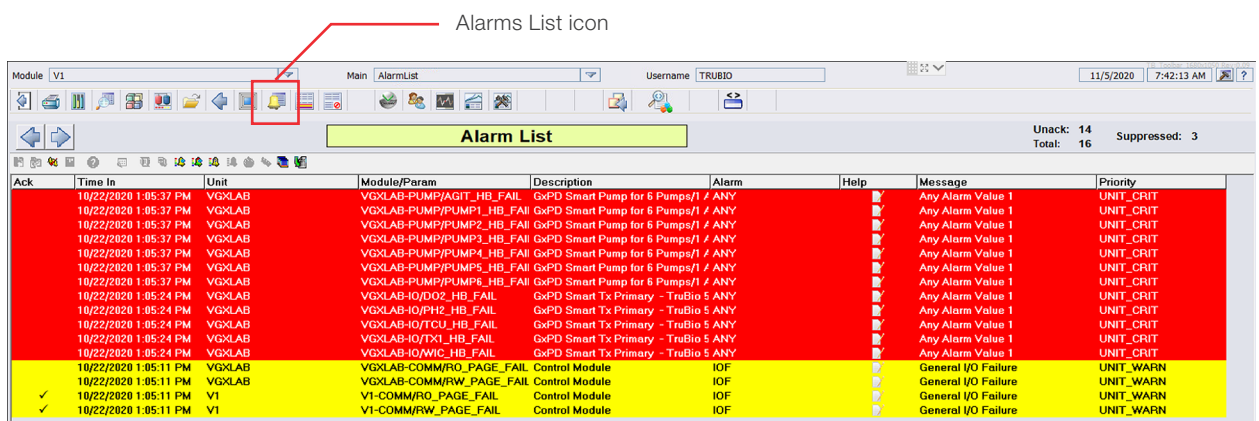 Alarms List icon
TB_Toolbar_1680x1050 Rev:0.09
Module V1 Main AlarmList Username TRUBIO 11/5/2020 7:42:13 AM ?
Alarm List Unack: 14 Suppressed: 3
Total: 16
Ack Time In Unit Module/Param Description Alarm Help Message Priority
10/22/2020 1:05:37 PM VGXLAB VGXLAB-PUMP/AGIT_HB_FAIL GxPD Smart Pump for 6 Pumps/1 A ANY Any Alarm Value 1 UNIT_CRIT
10/22/2020 1:05:37 PM VGXLAB VGXLAB-PUMP/PUMP1_HB_FAIl GxPD Smart Pump for 6 Pumps/1 A ANY Any Alarm Value 1 UNIT_CRIT
10/22/2020 1:05:37 PM VGXLAB VGXLAB-PUMP/PUMP2_HB_FAIl GxPD Smart Pump for 6 Pumps/1 A ANY Any Alarm Value 1 UNIT_CRIT
10/22/2020 1:05:37 PM VGXLAB VGXLAB-PUMP/PUMP3_HB_FAIl GxPD Smart Pump for 6 Pumps/1 A ANY Any Alarm Value 1 UNIT_CRIT
10/22/2020 1:05:37 PM VGXLAB VGXLAB-PUMP/PUMP4_HB_FAIl GxPD Smart Pump for 6 Pumps/1 A ANY Any Alarm Value 1 UNIT_CRIT
10/22/2020 1:05:37 PM VGXLAB VGXLAB-PUMP/PUMP5_HB_FAIl GxPD Smart Pump for 6 Pumps/1 A ANY Any Alarm Value 1 UNIT_CRIT
10/22/2020 1:05:37 PM VGXLAB VGXLAB-PUMP/PUMP6_HB_FAIl GxPD Smart Pump for 6 Pumps/1 A ANY Any Alarm Value 1 UNIT_CRIT
10/22/2020 1:05:24 PM VGXLAB VGXLAB-IO/DO2_HB_FAIL GxPD Smart Tx Primary - TruBio 5 ANY Any Alarm Value 1 UNIT_CRIT
10/22/2020 1:05:24 PM VGXLAB VGXLAB-IO/PH2_HB_FAIL GxPD Smart Tx Primary - TruBio 5 ANY Any Alarm Value 1 UNIT_CRIT
10/22/2020 1:05:24 PM VGXLAB VGXLAB-IO/TCU_HB_FAIL GxPD Smart Tx Primary - TruBio 5 ANY Any Alarm Value 1 UNIT_CRIT
10/22/2020 1:05:24 PM VGXLAB VGXLAB-IO/TX1_HB_FAIL GxPD Smart Tx Primary - TruBio 5 ANY Any Alarm Value 1 UNIT_CRIT
10/22/2020 1:05:24 PM VGXLAB VGXLAB-IO/WIC_HB_FAIL GxPD Smart Tx Primary - TruBio 5 ANY Any Alarm Value 1 UNIT_CRIT
10/22/2020 1:05:11 PM VGXLAB VGXLAB-COMM/RO_PAGE_FAIL Control Module IOF General I/O Failure UNIT_WARN
10/22/2020 1:05:11 PM VGXLAB VGXLAB-COMM/RW_PAGE_FAIL Control Module IOF General I/O Failure UNIT_WARN
✓ 10/22/2020 1:05:11 PM V1 V1-COMM/RO_PAGE_FAIL Control Module IOF General I/O Failure UNIT_WARN
✓ 10/22/2020 1:05:11 PM V1 V1-COMM/RW_PAGE_FAIL Control Module IOF General I/O Failure UNIT_WARN